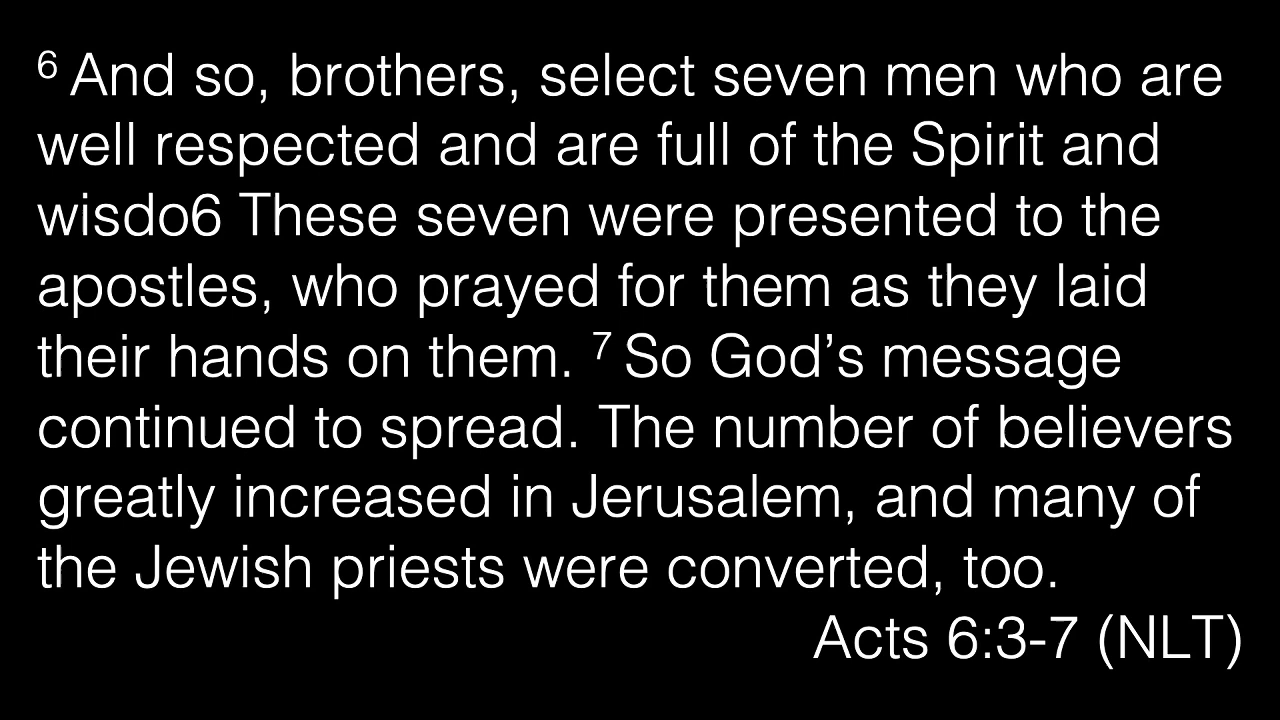 6 And so, brothers, select seven men who are
well respected and are full of the Spirit and
wisdo6 These seven were presented to the
apostles, who prayed for them as they laid
their hands on them. 7 So God’s message
continued to spread. The number of believers
greatly increased in Jerusalem, and many of
the Jewish priests were converted, too.
Acts 6:3-7 (NLT)